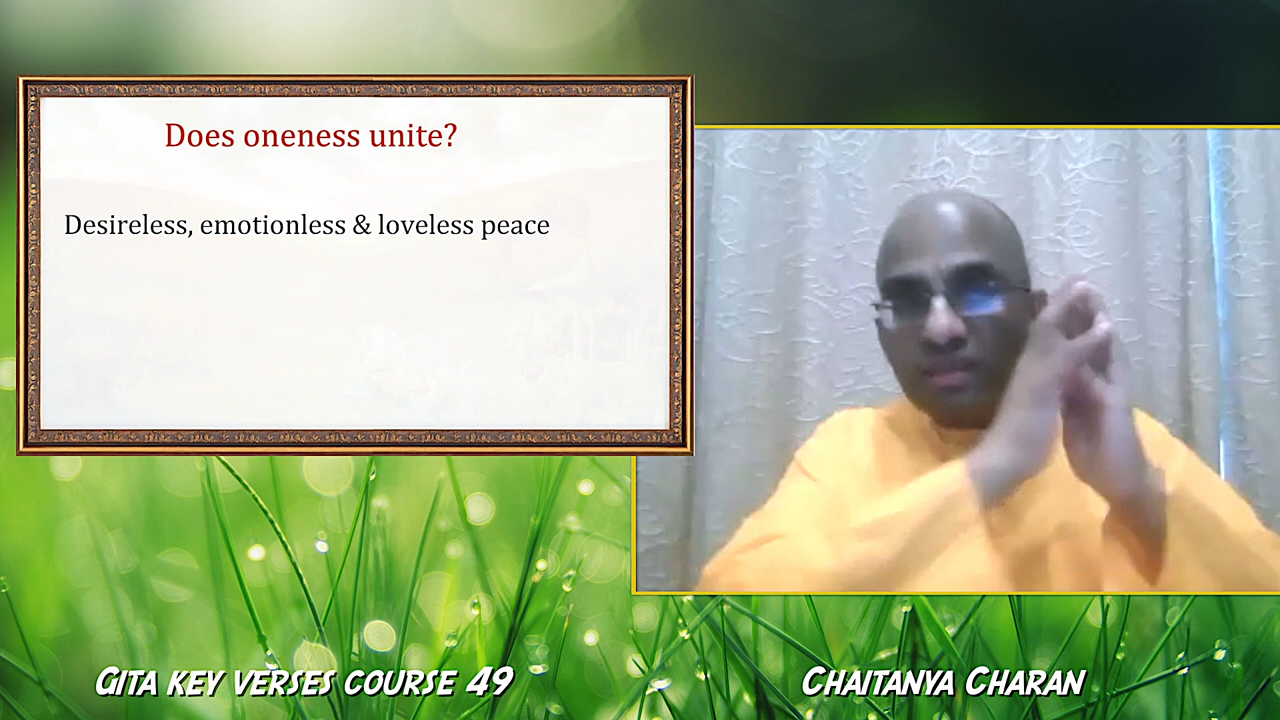 Does oneness unite?
Desireless, emotionless & loveless peace
GITA KEY VERSES COURSE 49
CHAITANYA CHARAN